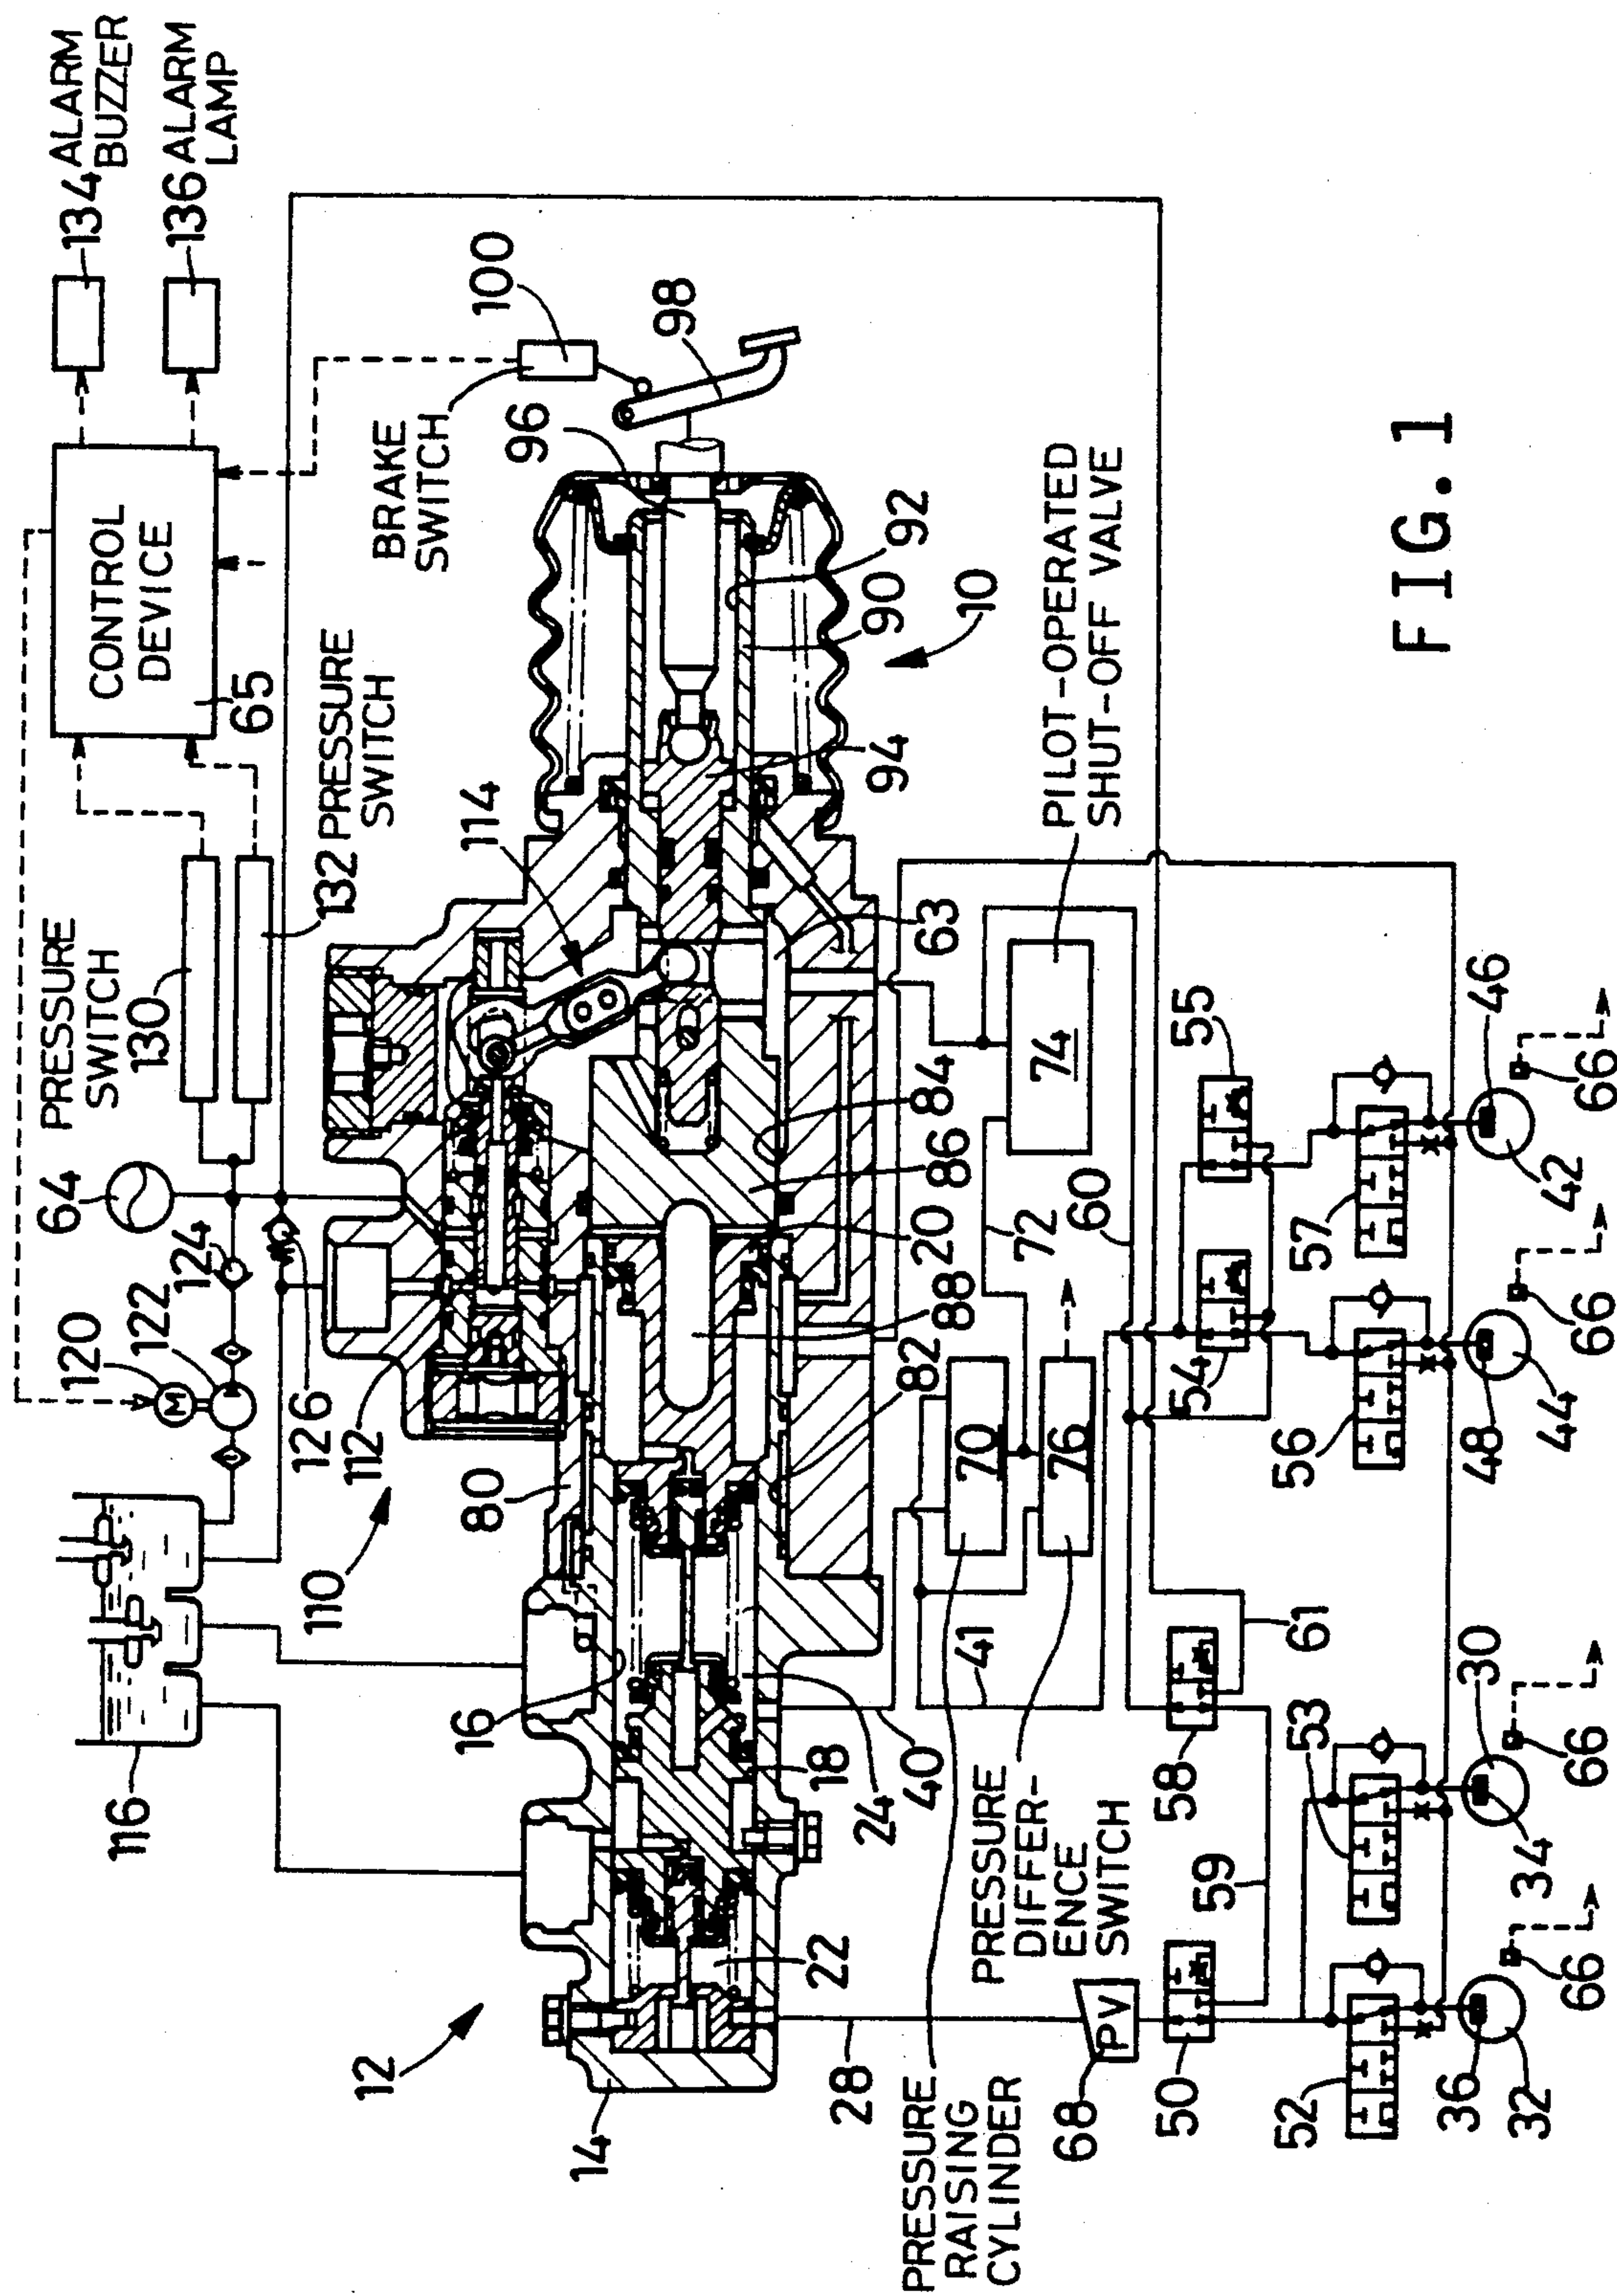 134 ALARM
BUZZER
136 ALARM
LAMP
CONTROL
DEVICE
65
100
BRAKE
SWITCH
96
98
PRESSURE
SWITCH
130
132 PRESSURE
SWITCH
64
124
120
122
126
M
116
112
110
114
80
16
12
14
92
90
10
94
63
84
86
20
88
82
18
24
22
PILOT-OPERATED
SHUT-OFF VALVE
74
72
60
70
76
41
40
61
PRESSURE
DIFFER-
ENCE
SWITCH
PRESSURE
RAISING
CYLINDER
28
68
PV
50
58
59
55
54
57
56
53
52
46
42
66
48
44
66
30
34
66
36
32
66
FIG.1